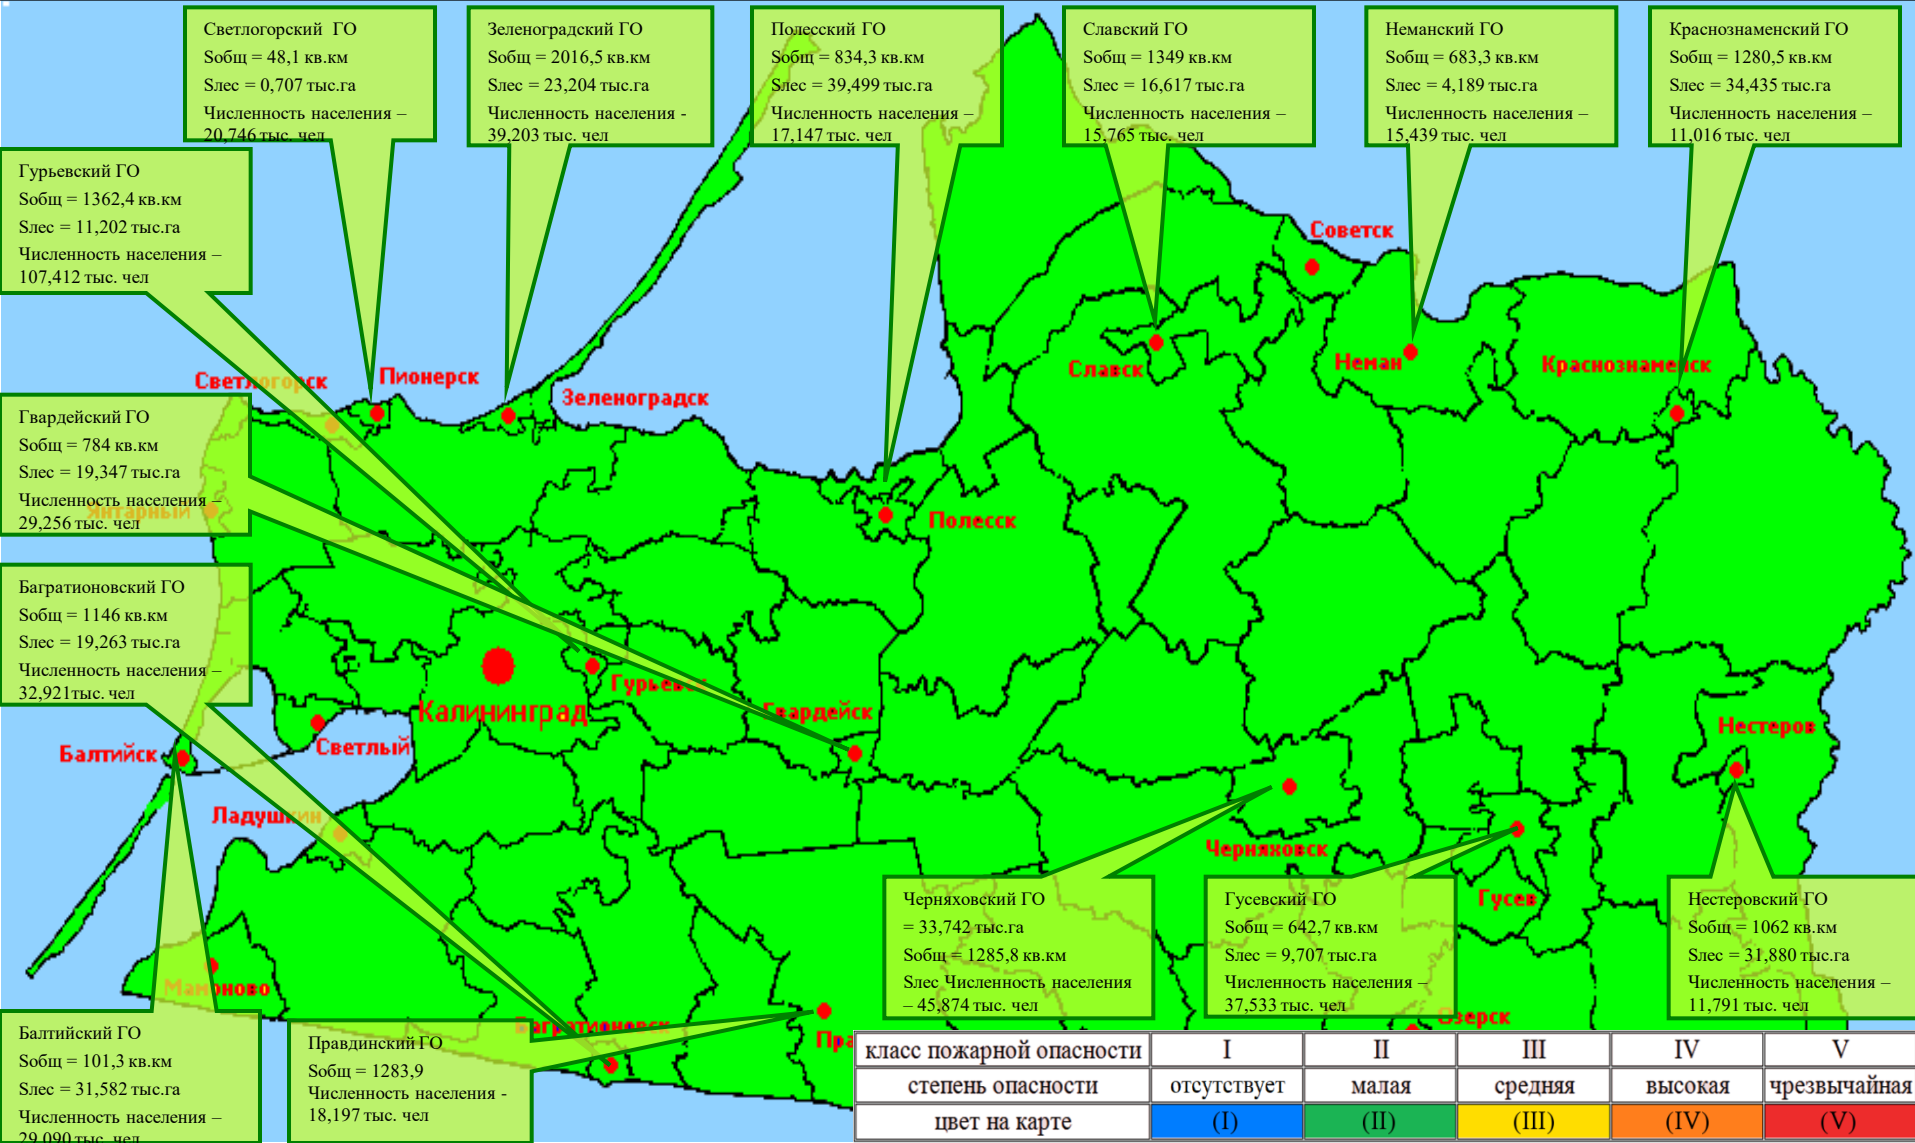 Светлогорский ГО
Sобщ = 48,1 кв.км
Sлес = 0,707 тыс.га
Численность населения –
20,746 тыс. чел
Зеленоградский ГО
Sобщ = 2016,5 кв.км
Sлес = 23,204 тыс.га
Численность населения -
39,203 тыс. чел
Полесский ГО
Sобщ = 834,3 кв.км
Sлес = 39,499 тыс.га
Численность населения –
17,147 тыс. чел
Славский ГО
Sобщ = 1349 кв.км
Sлес = 16,617 тыс.га
Численность населения –
15,765 тыс. чел
Неманский ГО
Sобщ = 683,3 кв.км
Sлес = 4,189 тыс.га
Численность населения –
15,439 тыс. чел
Краснознаменский ГО
Sобщ = 1280,5 кв.км
Sлес = 34,435 тыс.га
Численность населения –
11,016 тыс. чел
Гурьевский ГО
Sобщ = 1362,4 кв.км
Sлес = 11,202 тыс.га
Численность населения –
107,412 тыс. чел
Советск
Славск
Неман
Краснознаменск
Светлогорск
Пионерск
Зеленоградск
Гвардейский ГО
Sобщ = 784 кв.км
Sлес = 19,347 тыс.га
Численность населения –
29,256 тыс. чел
Янтарный
Полесск
Багратионовский ГО
Sобщ = 1146 кв.км
Sлес = 19,263 тыс.га
Численность населения –
32,921тыс. чел
Гурьевск
Калининград
Гвардейск
Светлый
Балтийск
Нестеров
Ладушкин
Черняховск
Гусев
Мамоново
Черняховский ГО
= 33,742 тыс.га
Sобщ = 1285,8 кв.км
Sлес Численность населения
– 45,874 тыс. чел
Гусевский ГО
Sобщ = 642,7 кв.км
Sлес = 9,707 тыс.га
Численность населения –
37,533 тыс. чел
Нестеровский ГО
Sобщ = 1062 кв.км
Sлес = 31,880 тыс.га
Численность населения –
11,791 тыс. чел
Озерск
Багратионовск
Пра
Балтийский ГО
Sобщ = 101,3 кв.км
Sлес = 31,582 тыс.га
Численность населения –
29,090 тыс. чел
Правдинский ГО
Sобщ = 1283,9
Численность населения -
18,197 тыс. чел
класс пожарной опасности I II III IV V
степень опасности отсутствует малая средняя высокая чрезвычайная
цвет на карте (I) (II) (III) (IV) (V)